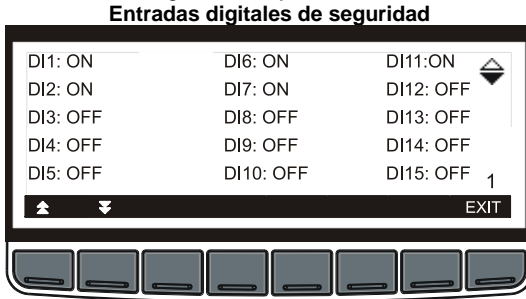 Entradas digitales de seguridad
DI1: ON DI6: ON DI11:ON
DI2: ON DI7: ON DI12: OFF
DI3: OFF DI8: OFF DI13: OFF
DI4: OFF DI9: OFF DI14: OFF
DI5: OFF DI10: OFF DI15: OFF 1
EXIT